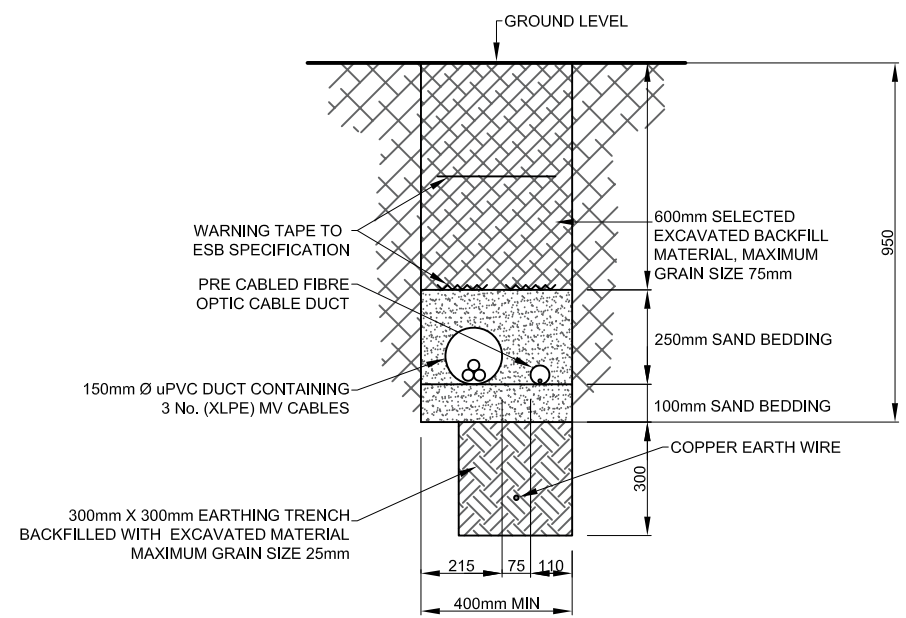 GROUND LEVEL
WARNING TAPE TO
ESB SPECIFICATION
PRE CABLED FIBRE
OPTIC CABLE DUCT
600mm SELECTED
EXCAVATED BACKFILL
MATERIAL, MAXIMUM
GRAIN SIZE 75mm
950
250mm SAND BEDDING
150mm Ø uPVC DUCT CONTAINING
3 No. (XLPE) MV CABLES
100mm SAND BEDDING
COPPER EARTH WIRE
300
300mm X 300mm EARTHING TRENCH
BACKFILLED WITH EXCAVATED MATERIAL
MAXIMUM GRAIN SIZE 25mm
215 75 110
400mm MIN